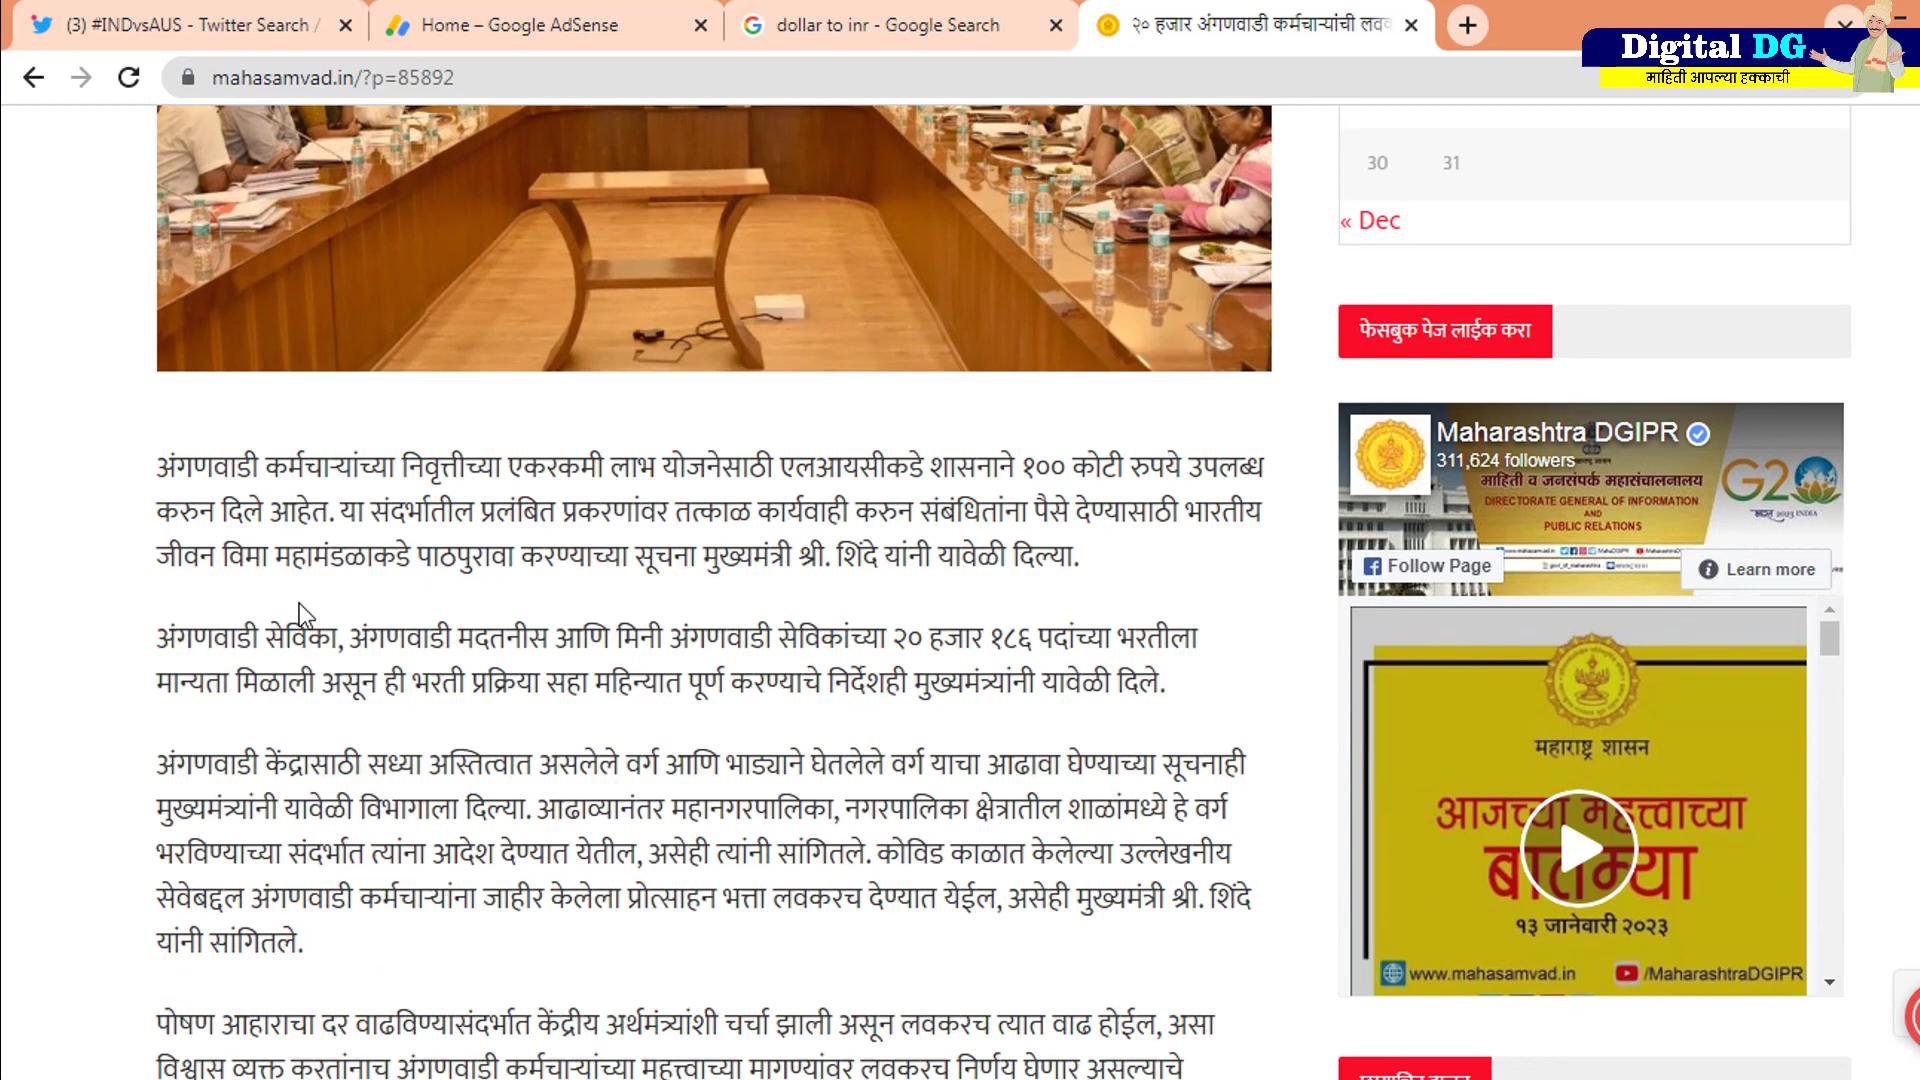 (3) #INDvsAUS - Twitter Search /
Home – Google AdSense
dollar to inr - Google Search
२० हजार अंगणवाडी कर्मचाऱ्यांची लवक
Digital DG
माहिती आपल्या हक्काची
mahasamvad.in/?p=85892
30 31
« Dec
फेसबुक पेज लाईक करा
Maharashtra DGIPR
311,624 followers
माहिती व जनसंपर्क महासंचालनालय
DIRECTORATE GENERAL OF INFORMATION
AND
PUBLIC RELATIONS
G20
Follow Page
Learn more
महाराष्ट्र शासन
आजच्या महत्त्वाच्या
बातम्या
१३ जानेवारी २०२३
www.mahasamvad.in
/MaharashtraDGIPR
अंगणवाडी कर्मचाऱ्यांच्या निवृत्तीच्या एकरकमी लाभ योजनेसाठी एलआयसीकडे शासनाने १०० कोटी रुपये उपलब्ध
करुन दिले आहेत. या संदर्भातील प्रलंबित प्रकरणांवर तत्काळ कार्यवाही करुन संबंधितांना पैसे देण्यासाठी भारतीय
जीवन विमा महामंडळाकडे पाठपुरावा करण्याच्या सूचना मुख्यमंत्री श्री. शिंदे यांनी यावेळी दिल्या.
अंगणवाडी सेविका, अंगणवाडी मदतनीस आणि मिनी अंगणवाडी सेविकांच्या २० हजार १८६ पदांच्या भरतीला
मान्यता मिळाली असून ही भरती प्रक्रिया सहा महिन्यात पूर्ण करण्याचे निर्देशही मुख्यमंत्र्यांनी यावेळी दिले.
अंगणवाडी केंद्रासाठी सध्या अस्तित्वात असलेले वर्ग आणि भाड्याने घेतलेले वर्ग याचा आढावा घेण्याच्या सूचनाही
मुख्यमंत्र्यांनी यावेळी विभागाला दिल्या. आढाव्यानंतर महानगरपालिका, नगरपालिका क्षेत्रातील शाळांमध्ये हे वर्ग
भरविण्याच्या संदर्भात त्यांना आदेश देण्यात येतील, असेही त्यांनी सांगितले. कोविड काळात केलेल्या उल्लेखनीय
सेवेबद्दल अंगणवाडी कर्मचाऱ्यांना जाहीर केलेला प्रोत्साहन भत्ता लवकरच देण्यात येईल, असेही मुख्यमंत्री श्री. शिंदे
यांनी सांगितले.
पोषण आहाराचा दर वाढविण्यासंदर्भात केंद्रीय अर्थमंत्र्यांशी चर्चा झाली असून लवकरच त्यात वाढ होईल, असा
विश्वास व्यक्त करतांनाच अंगणवाडी कर्मचाऱ्यांच्या महत्त्वाच्या मागण्यांवर लवकरच निर्णय घेणार असल्याचे